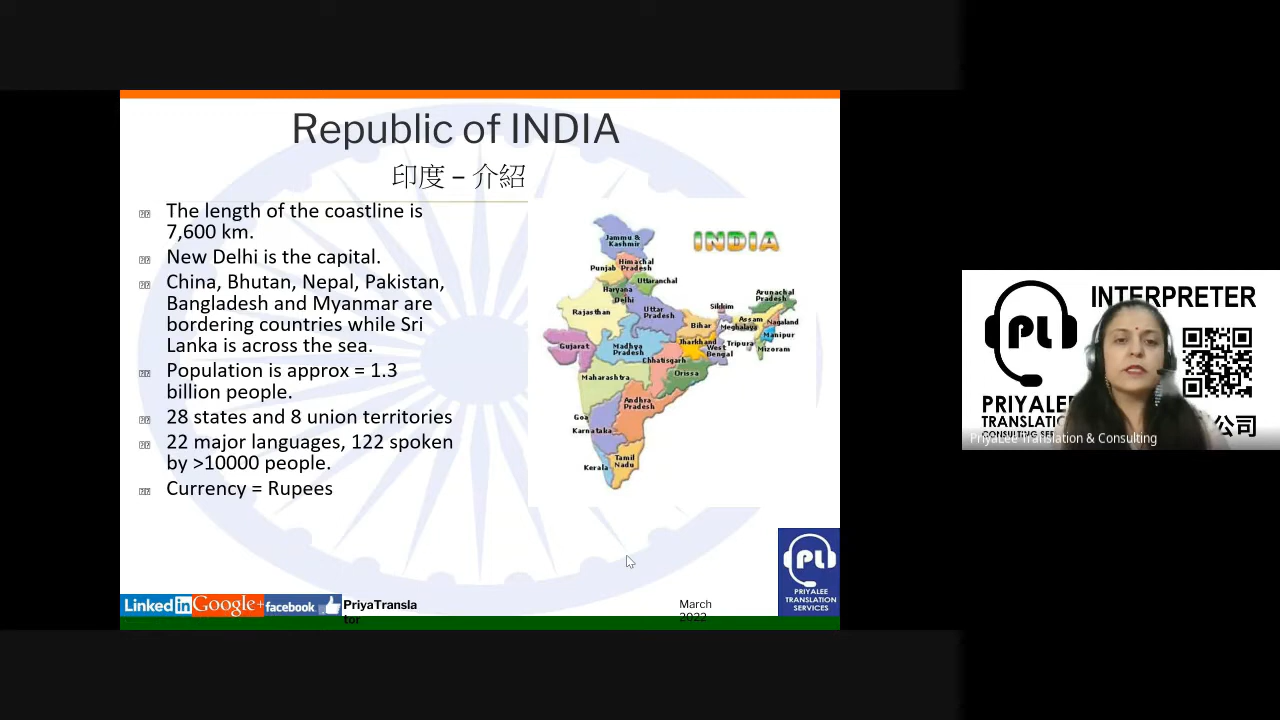 Republic of INDIA
印度 – 介紹
The length of the coastline is
7,600 km.
New Delhi is the capital.
China, Bhutan, Nepal, Pakistan,
Bangladesh and Myanmar are
bordering countries while Sri
Lanka is across the sea.
Population is approx = 1.3
billion people.
28 states and 8 union territories
22 major languages, 122 spoken
by >10000 people.
Currency = Rupees
INDIA
Jammu &
Kashmir
Himachal
Pradesh
Punjab
Uttaranchal
Haryana
Delhi
Rajasthan
Uttar
Pradesh
Sikkim
Arunachal
Pradesh
Assam
Nagaland
Meghalaya
Manipur
Bihar
Tripura
Mizoram
West
Bengal
Jharkhand
Gujarat
Madhya
Pradesh
Chhatisgarh
Orissa
Maharashtra
Andhra
Pradesh
Goa
Karnataka
Kerala
Tamil
Nadu
PL
PRIYALEE
TRANSLATION
SERVICES
Linked in
Google+
facebook
PriyaTransla
tor
March
2022
INTERPRETER
PL
PRIYALEE
TRANSLATI
CONSULTING SE
公司
PriyaLee Translation & Consulting